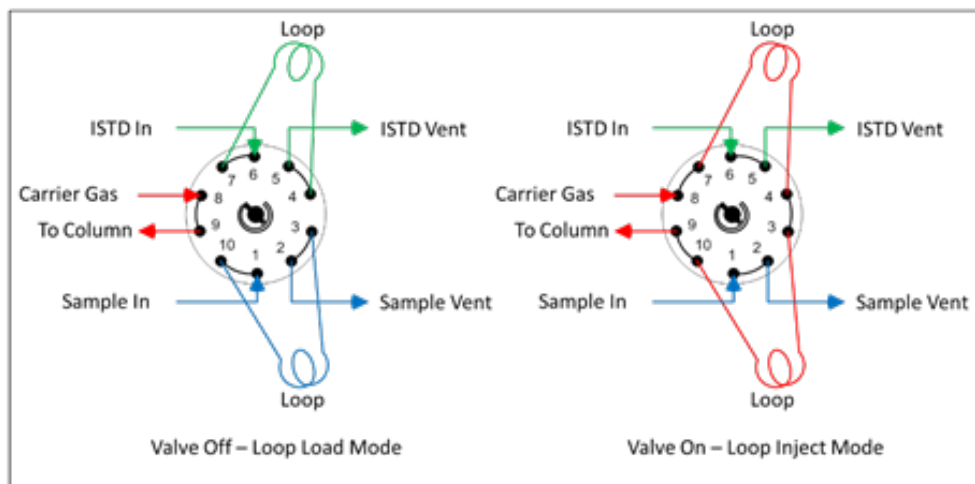 Loop
Loop
ISTD In
ISTD Vent
ISTD In
ISTD Vent
7 6 5
7 6 5
Carrier Gas
8 4
Carrier Gas
8 4
To Column
9 3
To Column
9 3
10 1 2
10 1 2
Sample In
Sample Vent
Sample In
Sample Vent
Loop
Loop
Valve Off – Loop Load Mode
Valve On – Loop Inject Mode